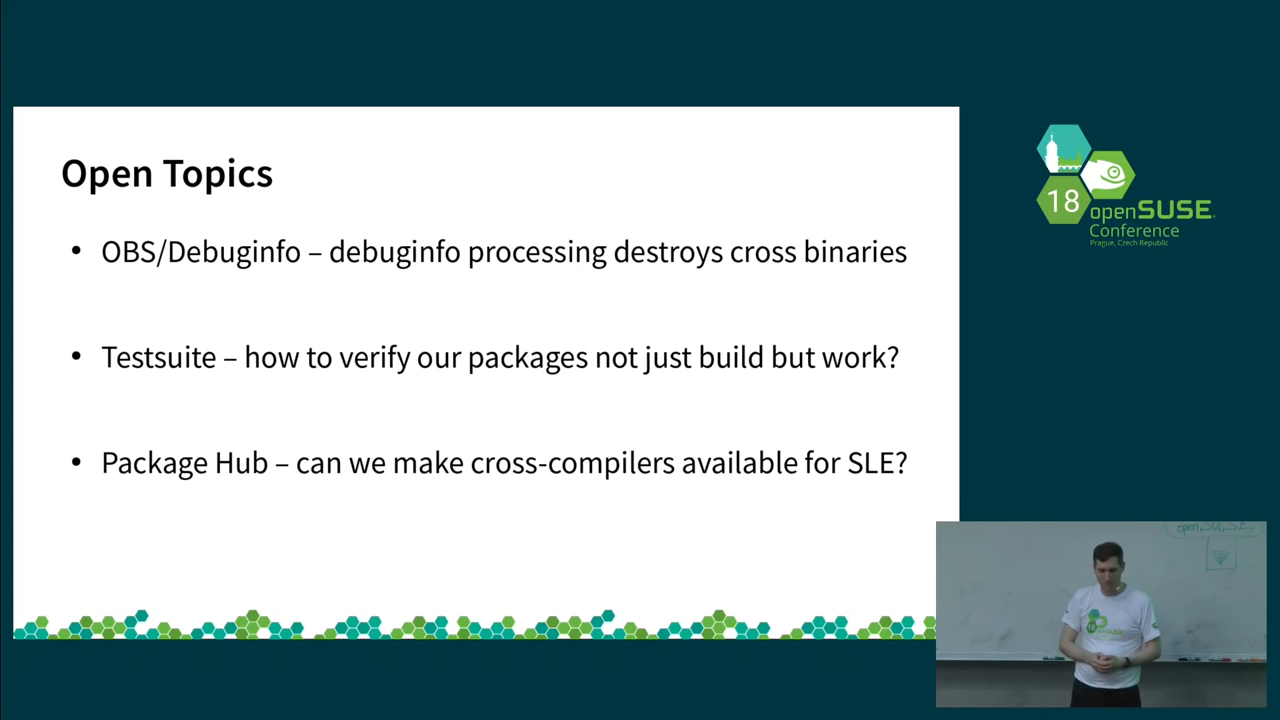 Open Topics
• OBS/Debuginfo – debuginfo processing destroys cross binaries
• Testsuite – how to verify our packages not just build but work?
• Package Hub – can we make cross-compilers available for SLE?
18
openSUSE
Conference
Prague, Czech Republic
openSUSE